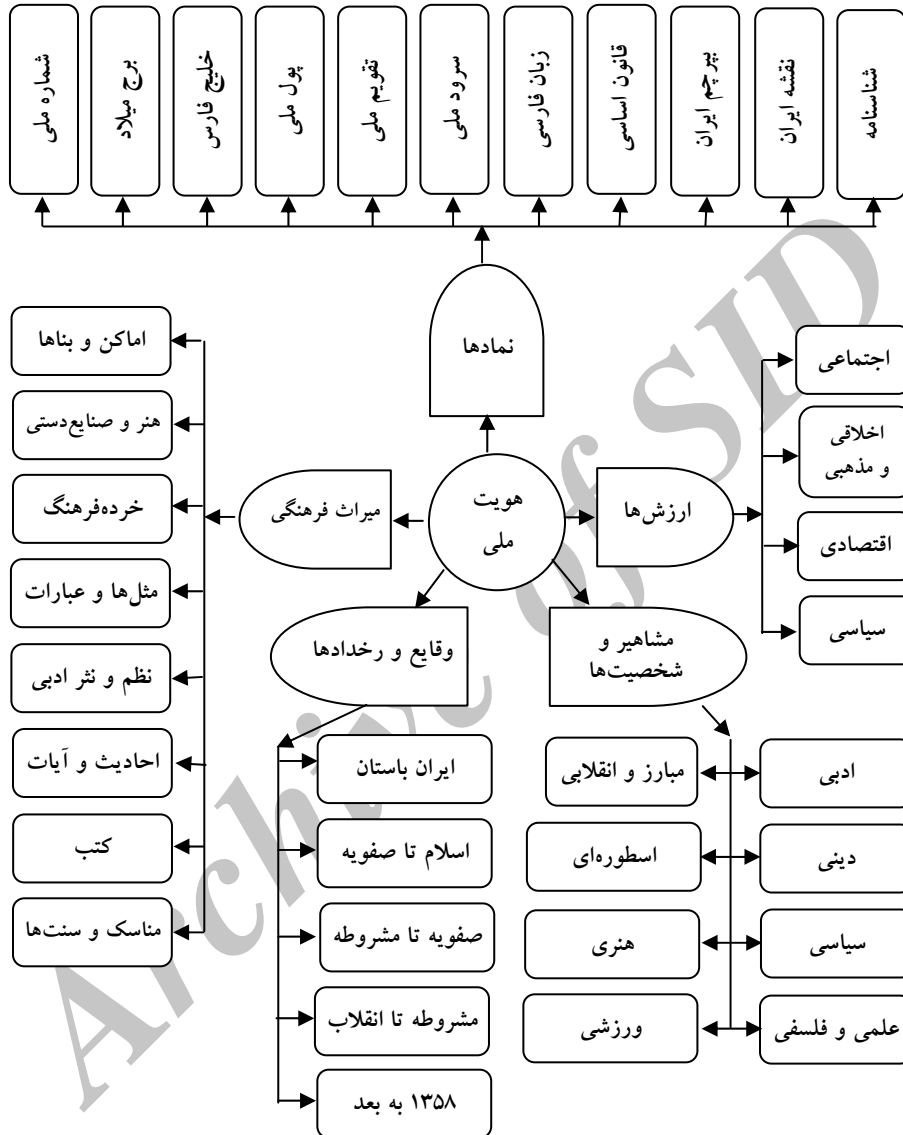 شناسنامه
نقشه ایران
پرچم ایران
قانون اساسی
زبان فارسی
سرود ملی
تقویم ملی
پول ملی
خلیج فارس
برج میلاد
شماره ملی
نمادها
هویت
ملی
ارزش‌ها
اجتماعی
اخلاقی
و مذهبی
اقتصادی
سیاسی
میراث فرهنگی
اماکن و بناها
هنر و صنایع‌دستی
خرده‌فرهنگ
مثل‌ها و عبارات
نظم و نثر ادبی
احادیث و آیات
کتب
مناسک و سنت‌ها
مشاهیر و
شخصیت‌ها
ادبی
دینی
سیاسی
علمی و فلسفی
مبارز و انقلابی
اسطوره‌ای
هنری
ورزشی
وقایع و رخدادها
ایران باستان
اسلام تا صفویه
صفویه تا مشروطه
مشروطه تا انقلاب
۱۳۵۸ به بعد
Archive of SID